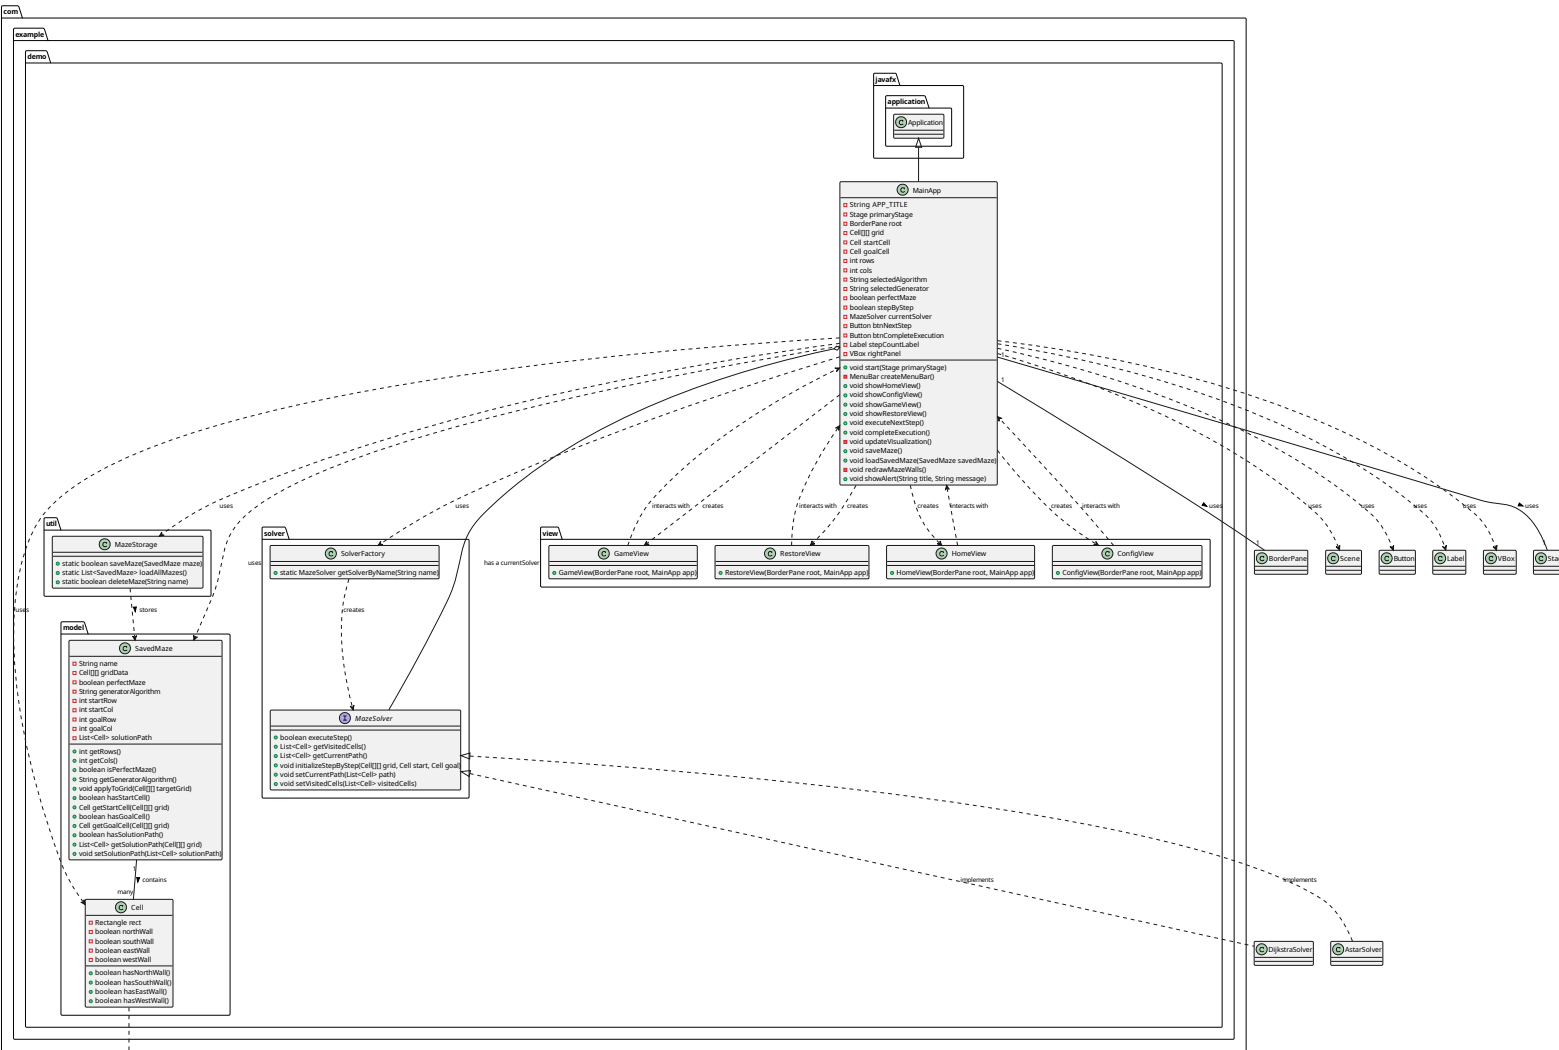 com
example
demo
javafx
application
C Application
C MainApp
String APP_TITLE
Stage primaryStage
BorderPane root
Cell[][] grid
Cell startCell
Cell goalCell
int rows
int cols
String selectedAlgorithm
String selectedGenerator
boolean perfectMaze
boolean stepByStep
MazeSolver currentSolver
Button btnNextStep
Button btnCompleteExecution
Label stepCountLabel
VBox rightPanel
void start(Stage primaryStage)
MenuBar createMenuBar()
void showHomeView()
void showConfigView()
void showGameView()
void showRestoreView()
void executeNextStep()
void completeExecution()
void updateVisualization()
void saveMaze()
void loadSavedMaze(SavedMaze savedMaze)
void redrawMazeWalls()
void showAlert(String title, String message)
1
1
uses
uses
interacts with
creates
interacts with
creates
creates
interacts with
creates
interacts with
uses
uses
uses
uses
uses
uses
util
C MazeStorage
static boolean saveMaze(SavedMaze maze)
static List<SavedMaze> loadAllMazes()
static boolean deleteMaze(String name)
uses
solver
C SolverFactory
static MazeSolver getSolverByName(String name)
has a currentSolver
view
C GameView
GameView(BorderPane root, MainApp app)
C RestoreView
RestoreView(BorderPane root, MainApp app)
C HomeView
HomeView(BorderPane root, MainApp app)
C ConfigView
ConfigView(BorderPane root, MainApp app)
1
C BorderPane
C Scene
C Button
C Label
C VBox
1
C Sta
uses
stores
creates
model
C SavedMaze
String name
Cell[][] gridData
boolean perfectMaze
String generatorAlgorithm
int startRow
int startCol
int goalRow
int goalCol
List<Cell> solutionPath
int getRows()
int getCols()
boolean isPerfectMaze()
String getGeneratorAlgorithm()
void applyToGrid(Cell[][] targetGrid)
boolean hasStartCell()
Cell getStartCell(Cell[][] grid)
boolean hasGoalCell()
Cell getGoalCell(Cell[][] grid)
boolean hasSolutionPath()
List<Cell> getSolutionPath(Cell[][] grid)
void setSolutionPath(List<Cell> solutionPath)
I MazeSolver
boolean executeStep()
List<Cell> getVisitedCells()
List<Cell> getCurrentPath()
void initializeStepByStep(Cell[][] grid, Cell start, Cell goal)
void setCurrentPath(List<Cell> path)
void setVisitedCells(List<Cell> visitedCells)
1
contains
many
implements
implements
C Cell
Rectangle rect
boolean northWall
boolean southWall
boolean eastWall
boolean westWall
boolean hasNorthWall()
boolean hasSouthWall()
boolean hasEastWall()
boolean hasWestWall()
C DijkstraSolver
C AstarSolver